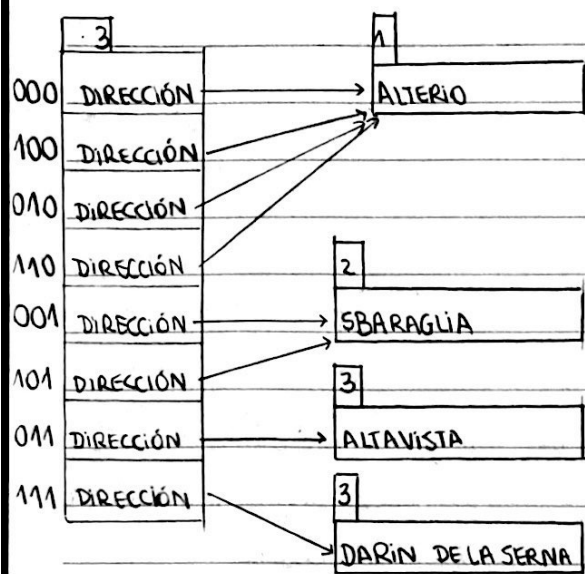 3
1
000 DIRECCIÓN
ALTERIO
100 DIRECCIÓN
010 DIRECCIÓN
110 DIRECCIÓN
2
001 DIRECCIÓN
SBARAGLIA
101 DIRECCIÓN
3
011 DIRECCIÓN
ALTAVISTA
111 DIRECCIÓN
3
DARIN DE LA SERNA